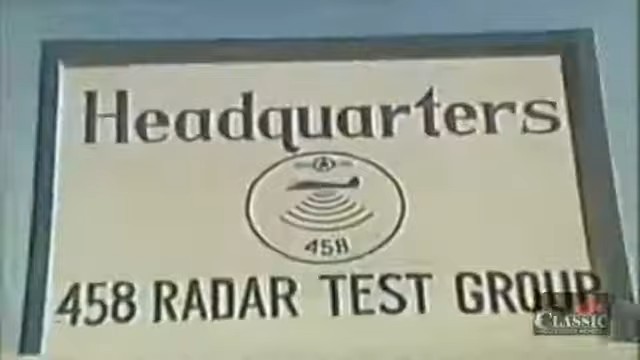 Headquarters
A
458
458 RADAR TEST GROUP
CLASSIC